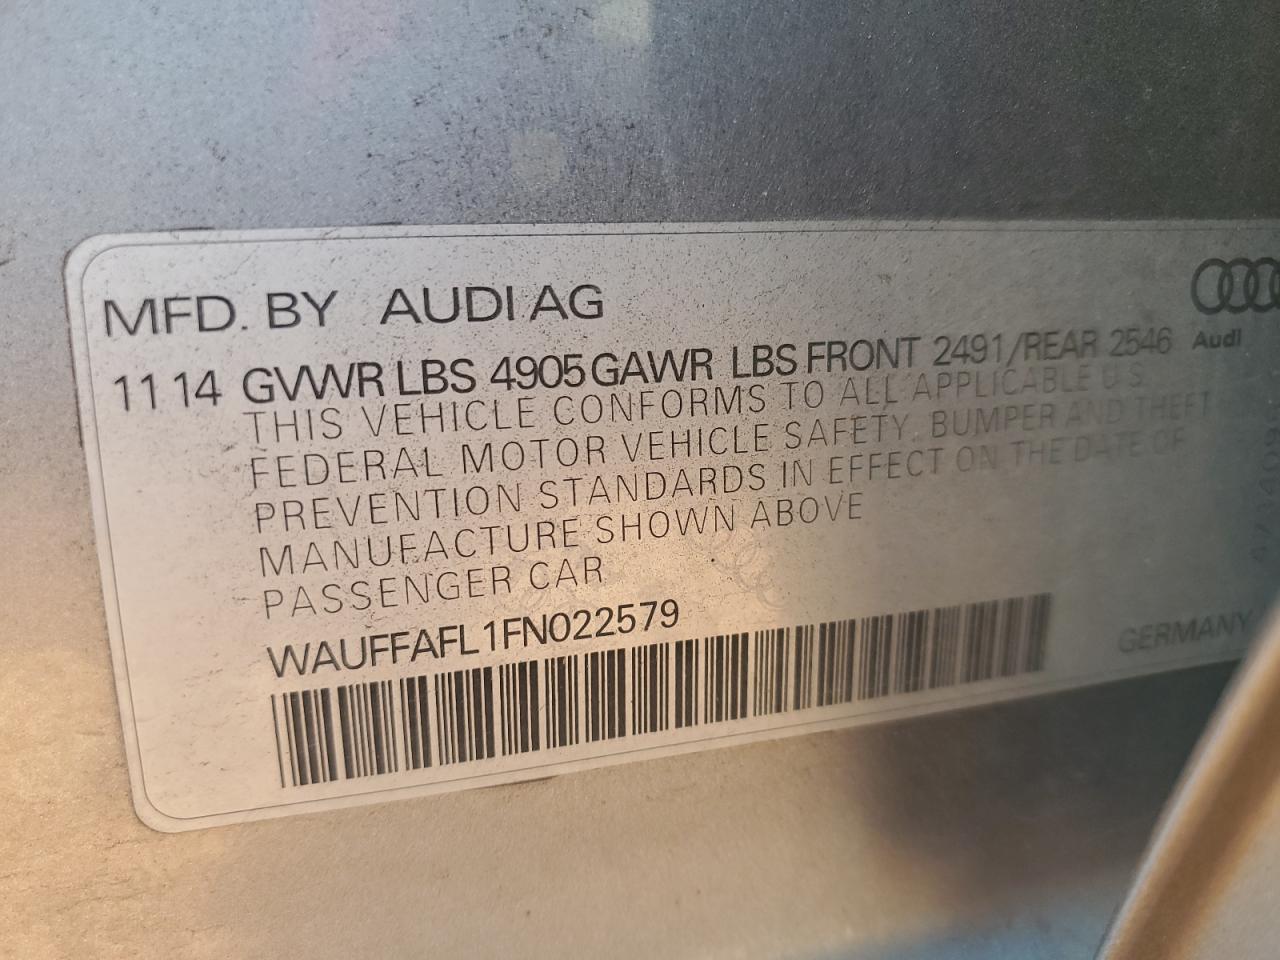 MFD. BY AUDI AG
Audi
11 14 GVWR LBS 4905 GAWR LBS FRONT 2491/REAR 2546
THIS VEHICLE CONFORMS TO ALL APPLICABLE U.S.
FEDERAL MOTOR VEHICLE SAFETY, BUMPER AND THEFT
PREVENTION STANDARDS IN EFFECT ON THE DATE OF
MANUFACTURE SHOWN ABOVE
PASSENGER CAR
WAUFFAFL1FN022579
GERMANY